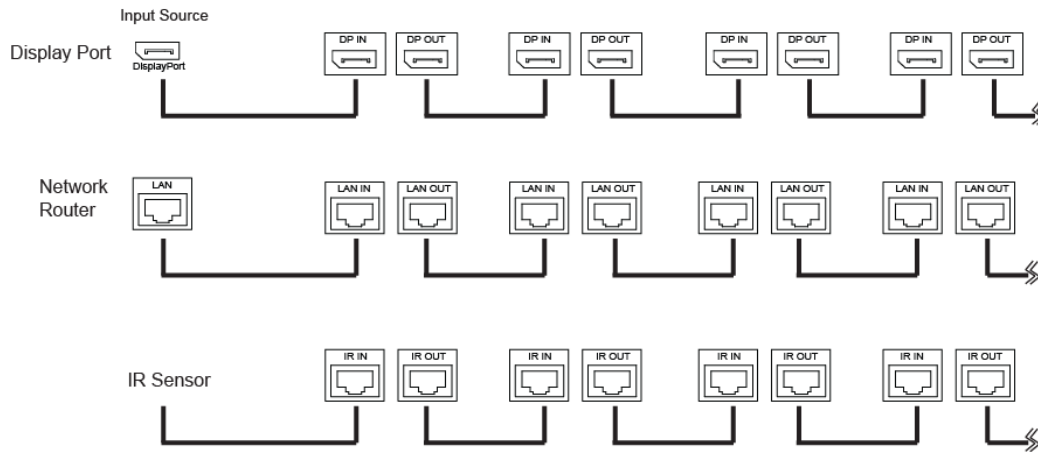 Input Source
Display Port
DisplayPort
DP IN DP OUT DP IN DP OUT DP IN DP OUT DP IN DP OUT
Network
Router
LAN
LAN IN LAN OUT LAN IN LAN OUT LAN IN LAN OUT LAN IN LAN OUT
IR Sensor
IR IN IR OUT IR IN IR OUT IR IN IR OUT IR IN IR OUT